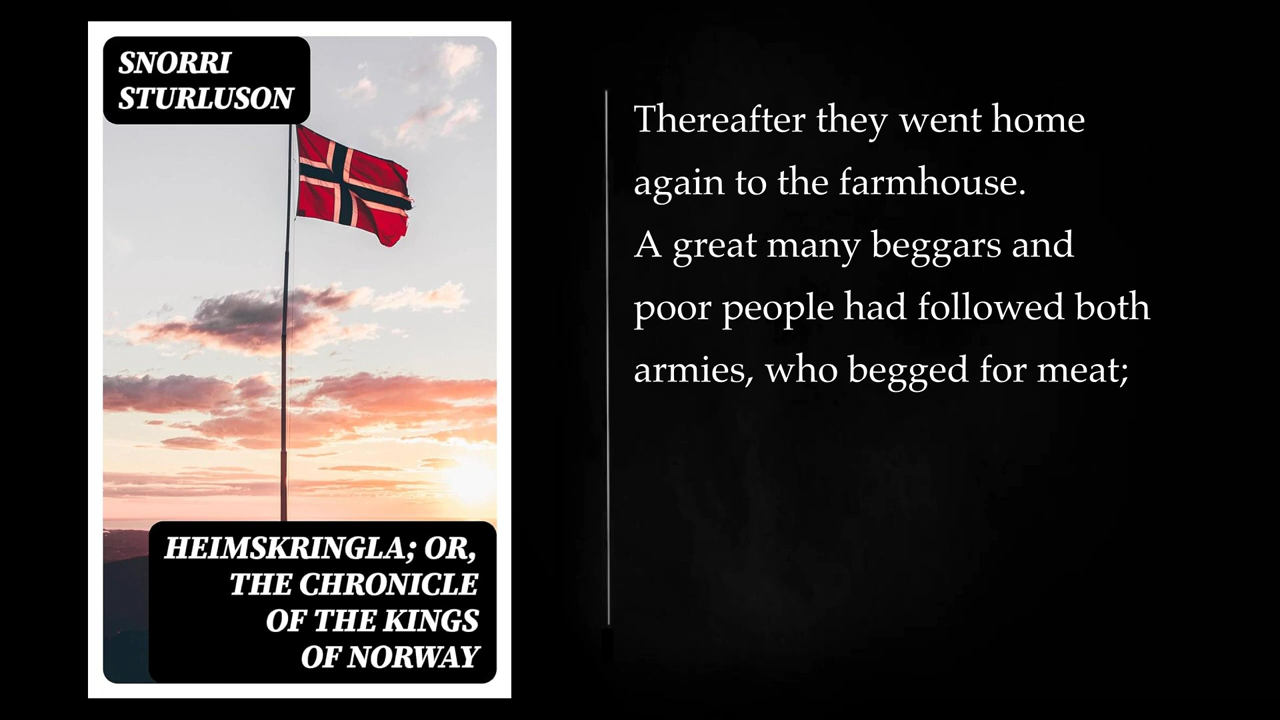 SNORRI
STURLUSON
HEIMSKRINGLA; OR,
THE CHRONICLE
OF THE KINGS
OF NORWAY
Thereafter they went home
again to the farmhouse.
A great many beggars and
poor people had followed both
armies, who begged for meat;